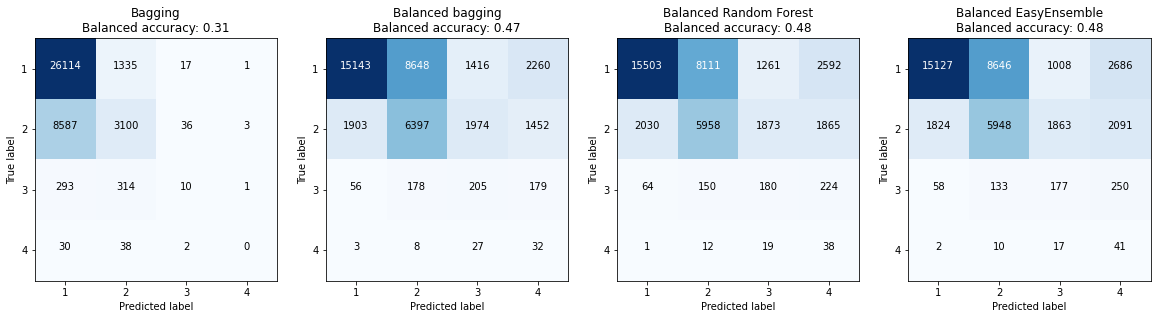 Bagging
Balanced accuracy: 0.31
True label
1 26114 1335 17 1
2 8587 3100 36 3
3 293 314 10 1
4 30 38 2 0
1 2 3 4
Predicted label
Balanced bagging
Balanced accuracy: 0.47
True label
1 15143 8648 1416 2260
2 1903 6397 1974 1452
3 56 178 205 179
4 3 8 27 32
1 2 3 4
Predicted label
Balanced Random Forest
Balanced accuracy: 0.48
True label
1 15503 8111 1261 2592
2 2030 5958 1873 1865
3 64 150 180 224
4 1 12 19 38
1 2 3 4
Predicted label
Balanced EasyEnsemble
Balanced accuracy: 0.48
True label
1 15127 8646 1008 2686
2 1824 5948 1863 2091
3 58 133 177 250
4 2 10 17 41
1 2 3 4
Predicted label